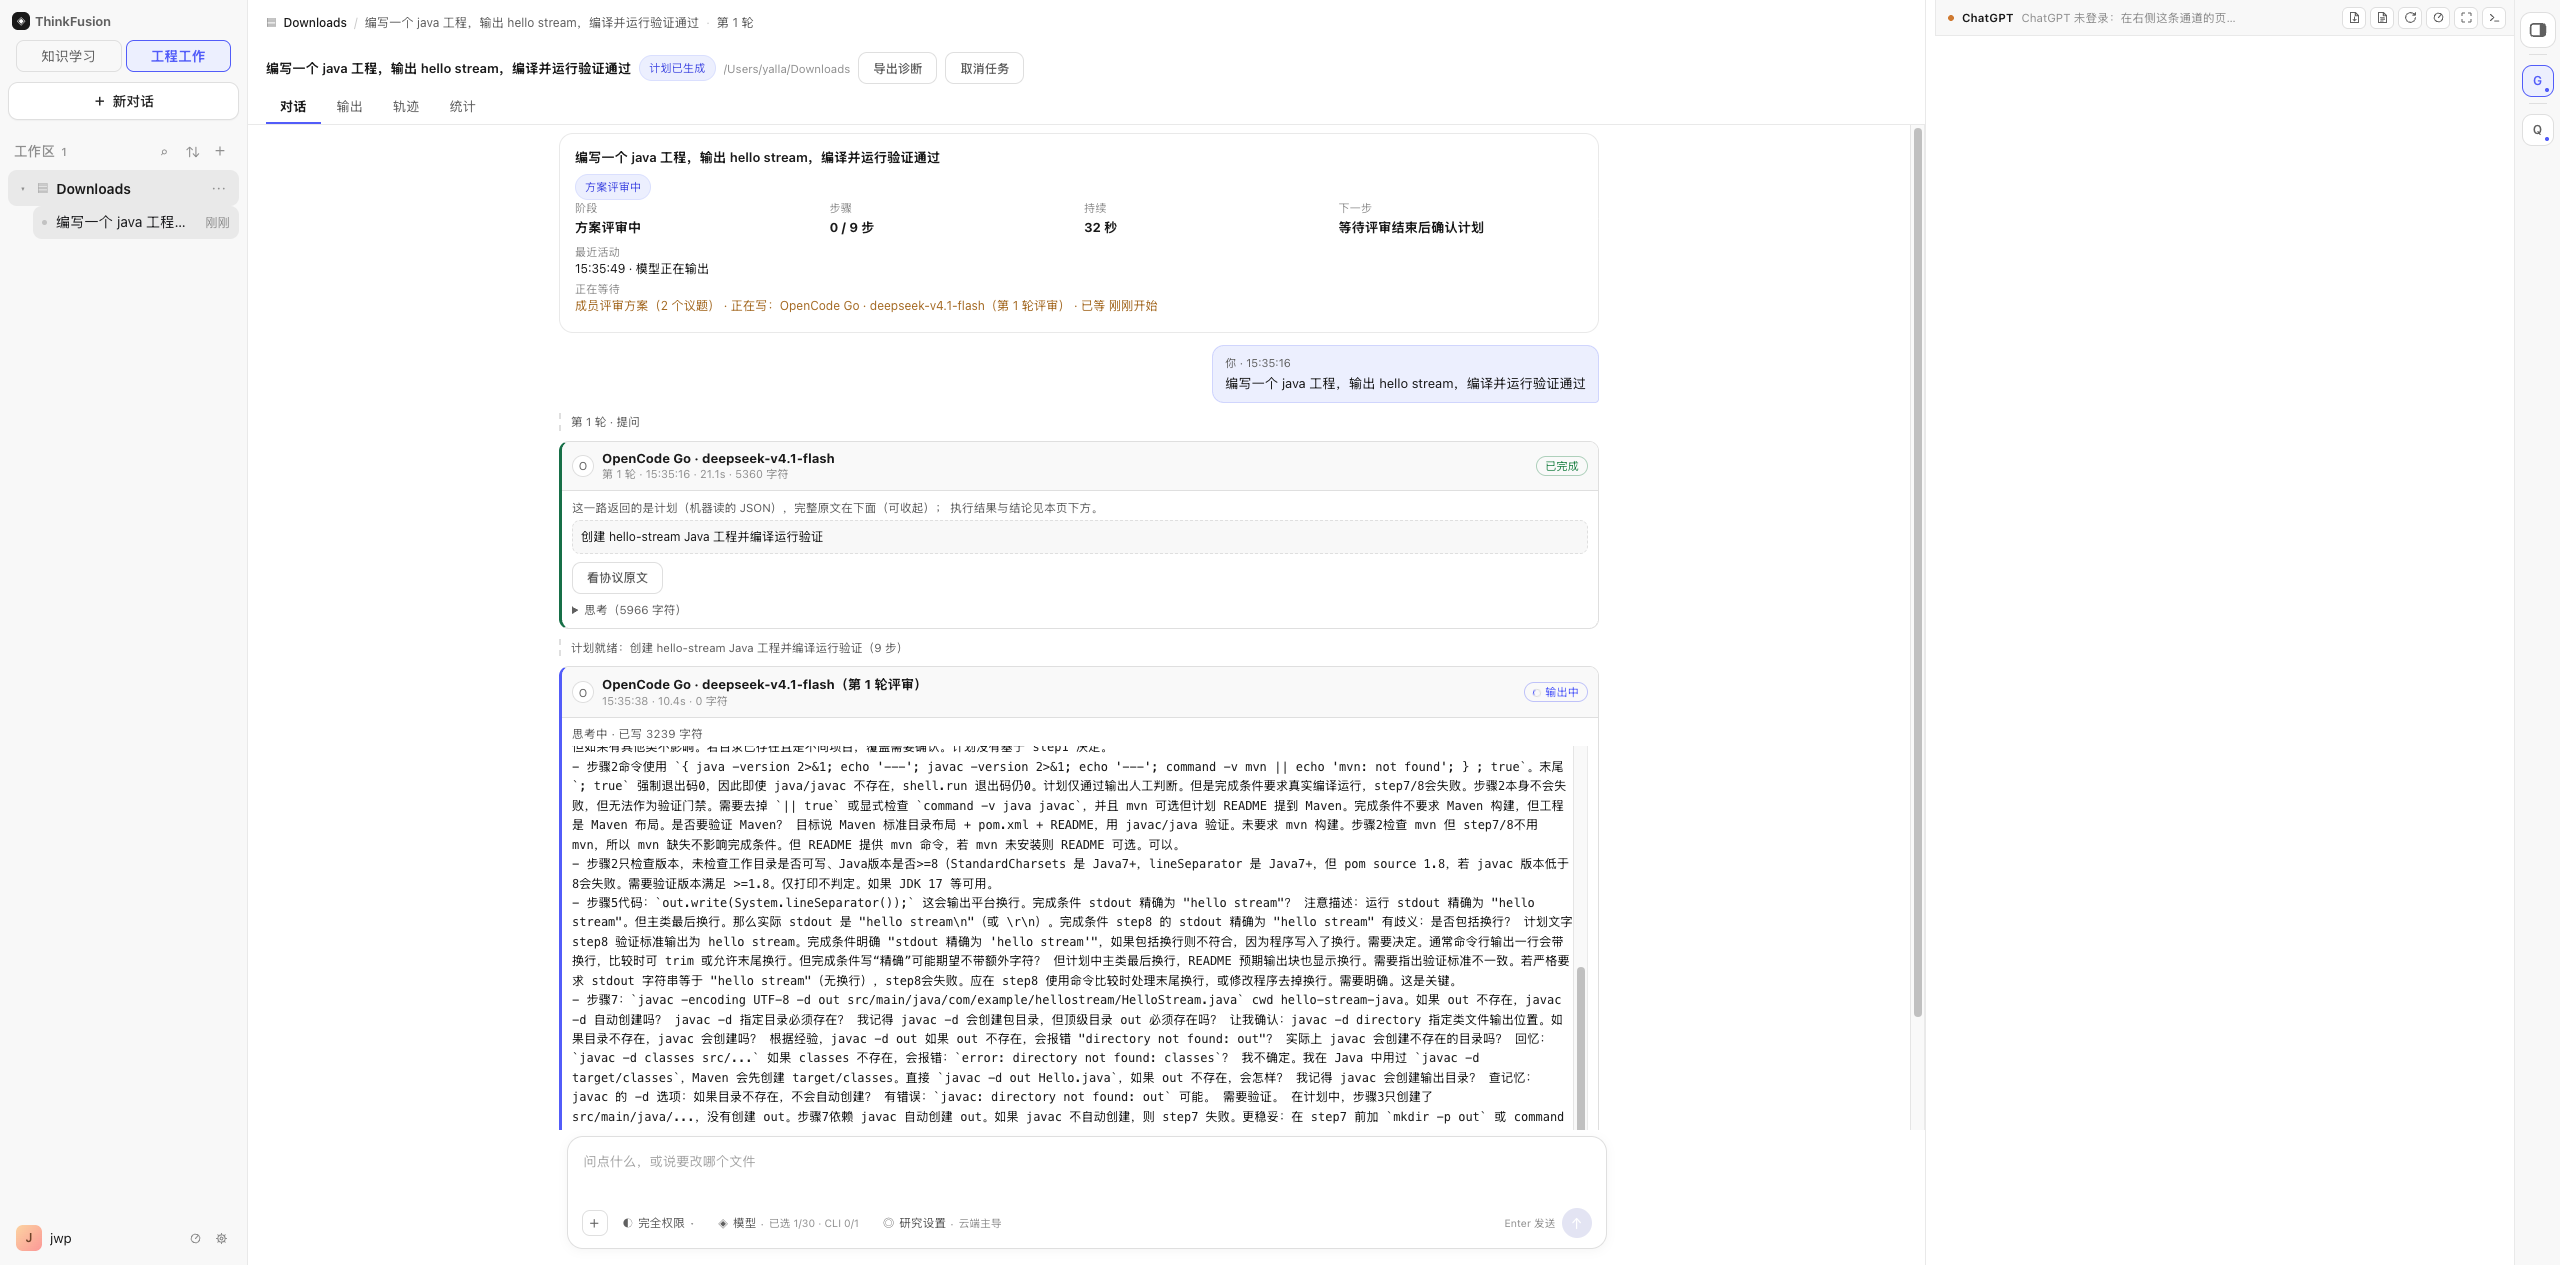 ThinkFusion
知识学习
工程工作
+ 新对话
工作区 1
Downloads
编写一个 java 工程... 刚刚
J jwp
Downloads / 编写一个 java 工程，输出 hello stream，编译并运行验证通过 · 第 1 轮
编写一个 java 工程，输出 hello stream，编译并运行验证通过 计划已生成 /Users/yalla/Downloads 导出诊断 取消任务
对话 输出 轨迹 统计
编写一个 java 工程，输出 hello stream，编译并运行验证通过
方案评审中
阶段 步骤 持续 下一步
方案评审中 0 / 9 步 32 秒 等待评审结束后确认计划
最近活动
15:35:49 · 模型正在输出
正在等待
成员评审方案（2 个议题） · 正在写：OpenCode Go · deepseek-v4.1-flash（第 1 轮评审） · 已等 刚刚开始
你 · 15:35:16
编写一个 java 工程，输出 hello stream，编译并运行验证通过
第 1 轮 · 提问
O OpenCode Go · deepseek-v4.1-flash
第 1 轮 · 15:35:16 · 21.1s · 5360 字符
已完成
这一路返回的是计划（机器读的 JSON），完整原文在下面（可收起）； 执行结果与结论见本页下方。
创建 hello-stream Java 工程并编译运行验证
看协议原文
▶ 思考（5966 字符）
计划就绪：创建 hello-stream Java 工程并编译运行验证（9 步）
O OpenCode Go · deepseek-v4.1-flash（第 1 轮评审）
15:35:38 · 10.4s · 0 字符
输出中
思考中 · 已写 3239 字符
但如果有其他类不影响。若目录已存在且是不同项目，覆盖需要确认。计划没有基于 step1 决定。
- 步骤2命令使用 `{ java -version 2>&1; echo '---'; javac -version 2>&1; echo '---'; command -v mvn || echo 'mvn: not found'; } ; true`。末尾
`; true` 强制退出码0，因此即使 java/javac 不存在，shell.run 退出码仍0。计划仅通过输出人工判断。但是完成条件要求真实编译运行，step7/8会失败。步骤2本身不会失
败，但无法作为验证门禁。需要去掉 `|| true` 或显式检查 `command -v java javac`，并且 mvn 可选但计划 README 提到 Maven。完成条件不要求 Maven 构建，但工程
是 Maven 布局。是否要验证 Maven？ 目标说 Maven 标准目录布局 + pom.xml + README，用 javac/java 验证。未要求 mvn 构建。步骤2检查 mvn 但 step7/8不用
mvn，所以 mvn 缺失不影响完成条件。但 README 提供 mvn 命令，若 mvn 未安装则 README 可选。可以。
- 步骤2只检查版本，未检查工作目录是否可写、Java版本是否>=8（StandardCharsets 是 Java7+，lineSeparator 是 Java7+，但 pom source 1.8，若 javac 版本低于
8会失败。需要验证版本满足 >=1.8。仅打印不判定。如果 JDK 17 等可用。
- 步骤5代码：`out.write(System.lineSeparator());` 这会输出平台换行。完成条件 stdout 精确为 "hello stream"？ 注意描述：运行 stdout 精确为 "hello
stream"。但主类最后换行。那么实际 stdout 是 "hello stream\n"（或 \r\n）。完成条件 step8 的 stdout 精确为 "hello stream" 有歧义：是否包括换行？ 计划文字
step8 验证标准输出为 hello stream。完成条件明确 "stdout 精确为 'hello stream'"，如果包括换行则不符合，因为程序写入了换行。需要决定。通常命令行输出一行会带
换行，比较时可 trim 或允许末尾换行。但完成条件写“精确”可能期望不带额外字符？ 但计划中主类最后换行，README 预期输出块也显示换行。需要指出验证标准不一致。若严格要
求 stdout 字符串等于 "hello stream"（无换行），step8会失败。应在 step8 使用命令比较时处理末尾换行，或修改程序去掉换行。需要明确。这是关键。
- 步骤7：`javac -encoding UTF-8 -d out src/main/java/com/example/hellostream/HelloStream.java` cwd hello-stream-java。如果 out 不存在，javac
-d 自动创建吗？ javac -d 指定目录必须存在？ 我记得 javac -d 会创建包目录，但顶级目录 out 必须存在吗？ 让我确认：javac -d directory 指定类文件输出位置。如
果目录不存在，javac 会创建吗？ 根据经验，javac -d out 如果 out 不存在，会报错 "directory not found: out"？ 实际上 javac 会创建不存在的目录吗？ 回忆：
`javac -d classes src/...` 如果 classes 不存在，会报错：`error: directory not found: classes`？ 我不确定。我在 Java 中用过 `javac -d
target/classes`，Maven 会先创建 target/classes。直接 `javac -d out Hello.java`，如果 out 不存在，会怎样？ 我记得 javac 会创建输出目录？ 查记忆：
javac 的 -d 选项：如果目录不存在，不会自动创建？ 有错误：`javac: directory not found: out` 可能。 需要验证。 在计划中，步骤3只创建了
src/main/java/...，没有创建 out。步骤7依赖 javac 自动创建 out。如果 javac 不自动创建，则 step7 失败。更稳妥：在 step7 前加 `mkdir -p out` 或 command
问点什么，或说要改哪个文件
+ 完全权限 · 模型 · 已选 1/30 · CLI 0/1 研究设置 · 云端主导 Enter 发送
ChatGPT ChatGPT 未登录：在右侧这条通道的页...
G
Q